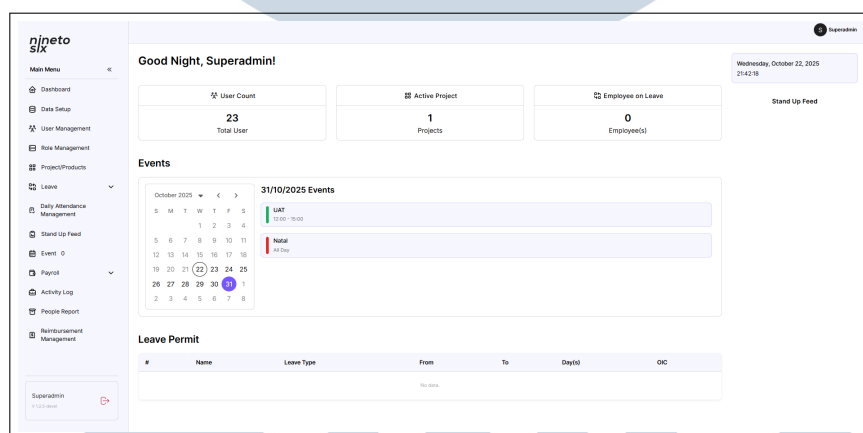 nineto
six
S Superadmin
Main Menu «
Dashboard
Data Setup
User Management
Role Management
Project/Products
Leave
Daily Attendance
Management
Stand Up Feed
Event 0
Payroll
Activity Log
People Report
Reimbursement
Management
Superadmin
Good Night, Superadmin!
User Count
23
Total User
Active Project
1
Projects
Employee on Leave
0
Employee(s)
Wednesday, October 22, 2025
21:42:18
Stand Up Feed
Events
October 2025 < >
S M T W T F S
1 2 3 4
5 6 7 8 9 10 11
12 13 14 15 16 17 18
19 20 21 22 23 24 25
26 27 28 29 30 31 1
2 3 4 5 6 7 8
31/10/2025 Events
UAT
12:00 - 15:00
Natal
All Day
Leave Permit
# Name Leave Type From To Day(s) OIC
No data.